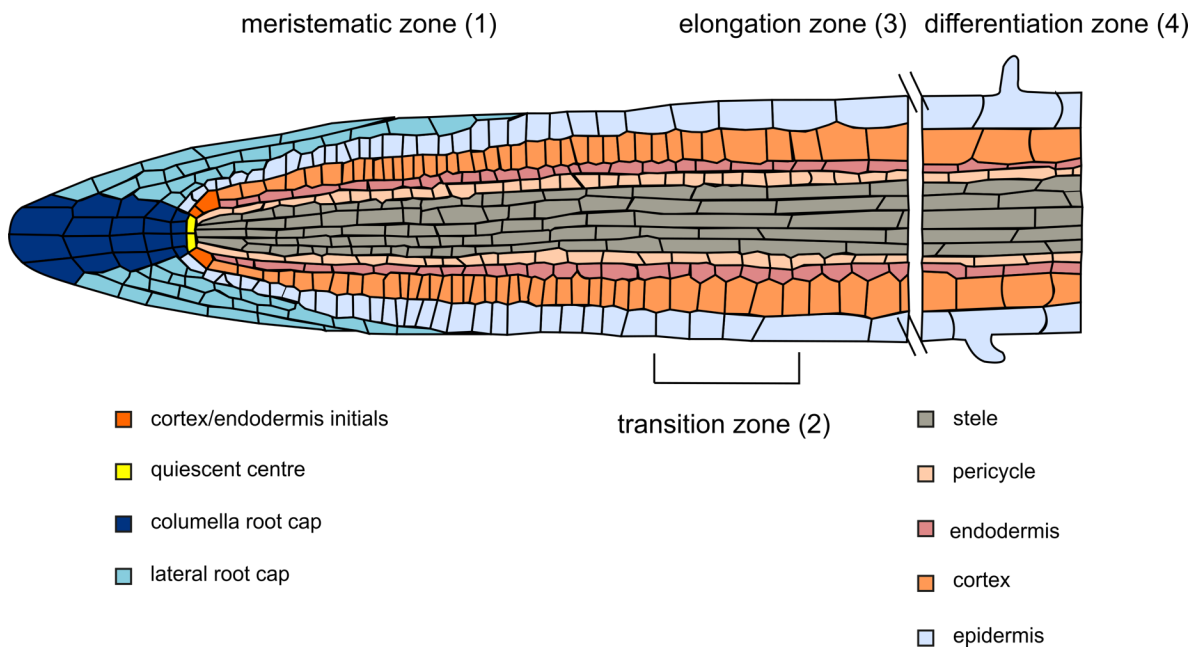 meristematic zone (1)
elongation zone (3)
differentiation zone (4)
transition zone (2)
cortex/endodermis initials
quiescent centre
columella root cap
lateral root cap
stele
pericycle
endodermis
cortex
epidermis